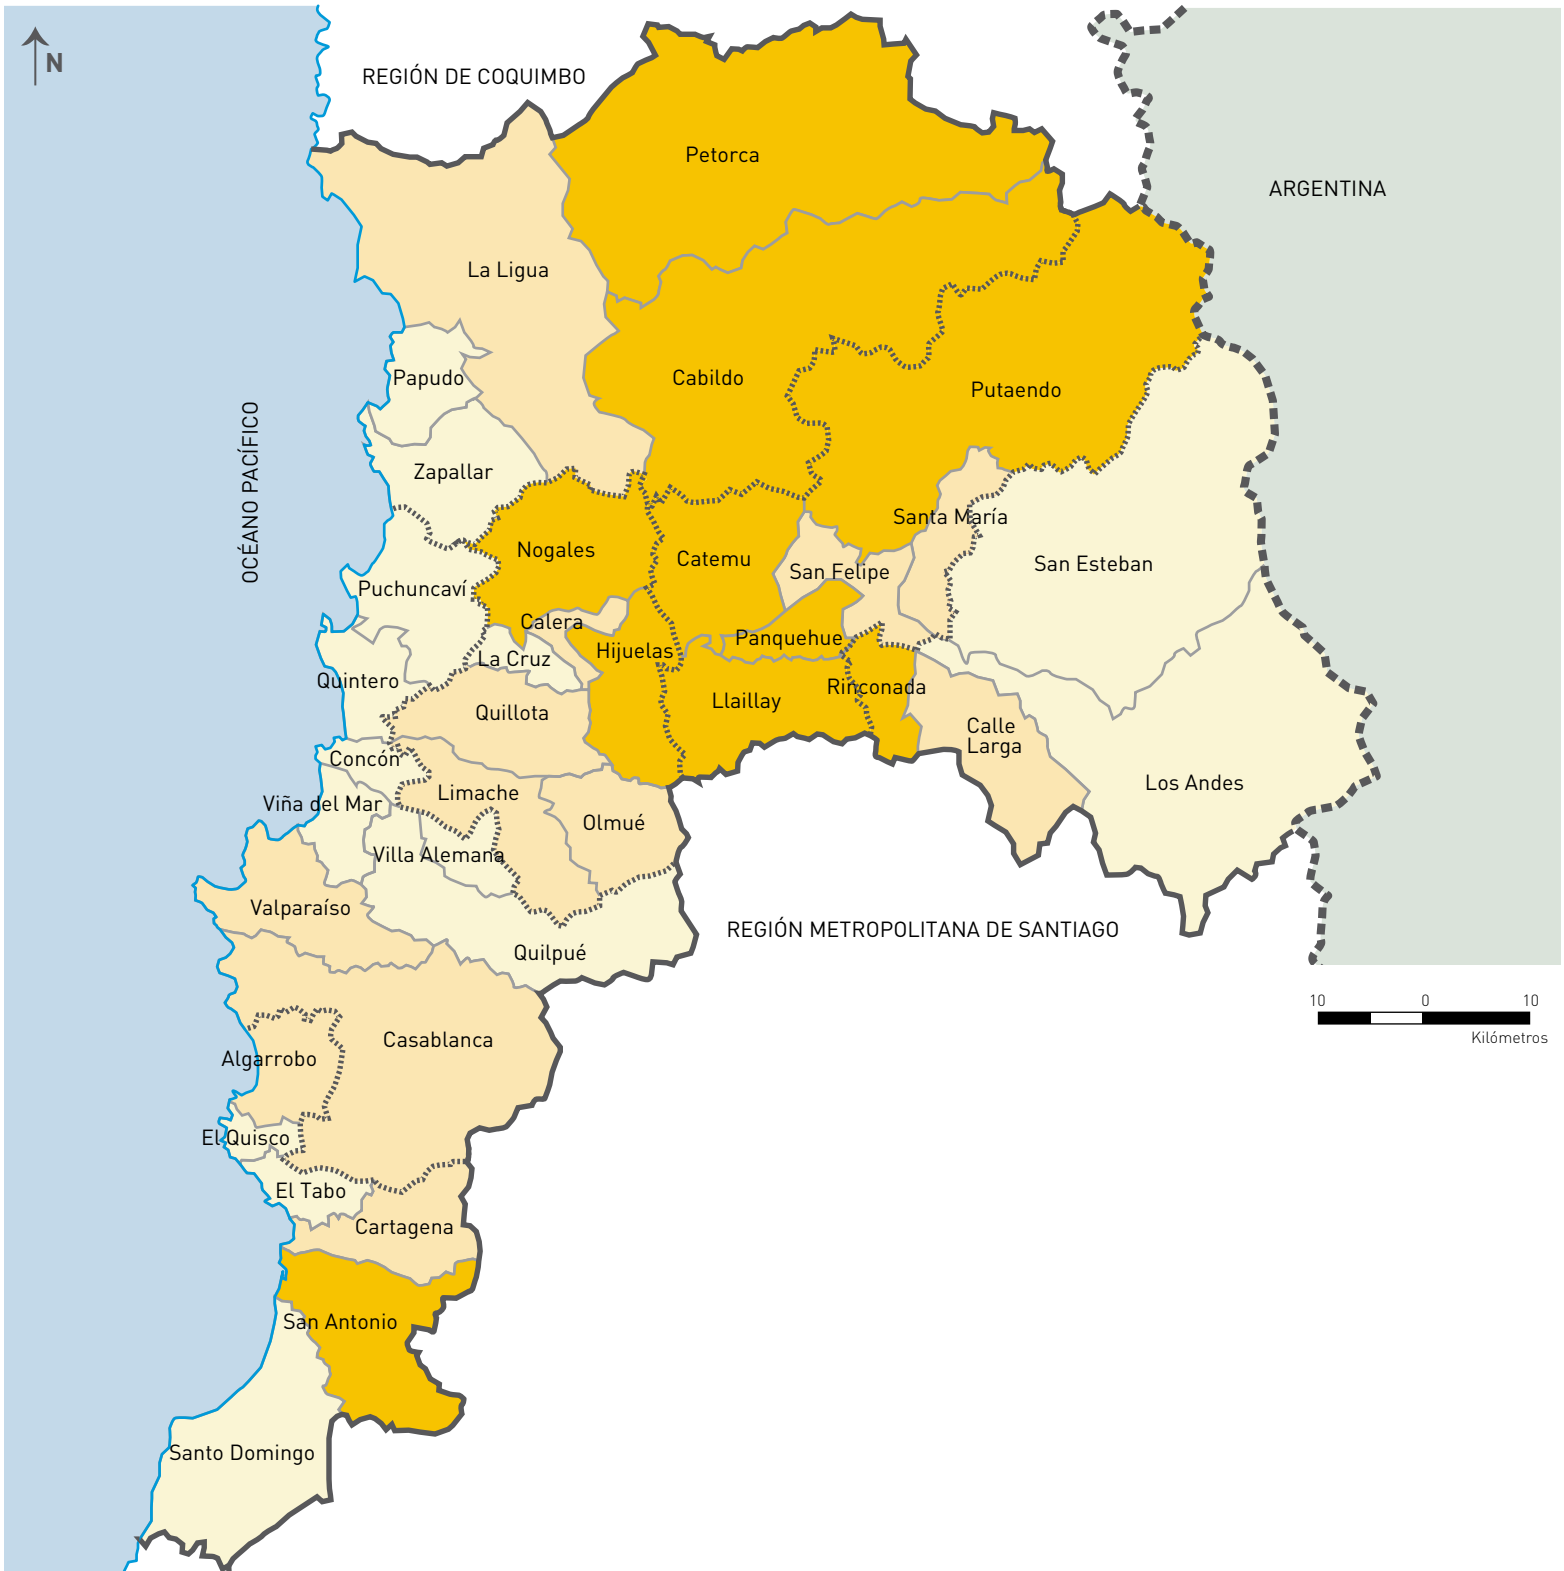 N
REGIÓN DE COQUIMBO
Petorca
ARGENTINA
La Ligua
Papudo
Cabildo
Putaendo
OCÉANO PACÍFICO
Zapallar
Santa María
Nogales
Catemu
San Felipe
San Esteban
Puchuncaví
Calera
La Cruz
Hijuelas
Panquehue
Quintero
Quillota
Llaillay
Rinconada
Calle
Larga
Concón
Limache
Los Andes
Viña del Mar
Olmué
Villa Alemana
Valparaíso
Quilpué
REGIÓN METROPOLITANA DE SANTIAGO
10 0 10
Kilómetros
Casablanca
Algarrobo
El Quisco
El Tabo
Cartagena
San Antonio
Santo Domingo